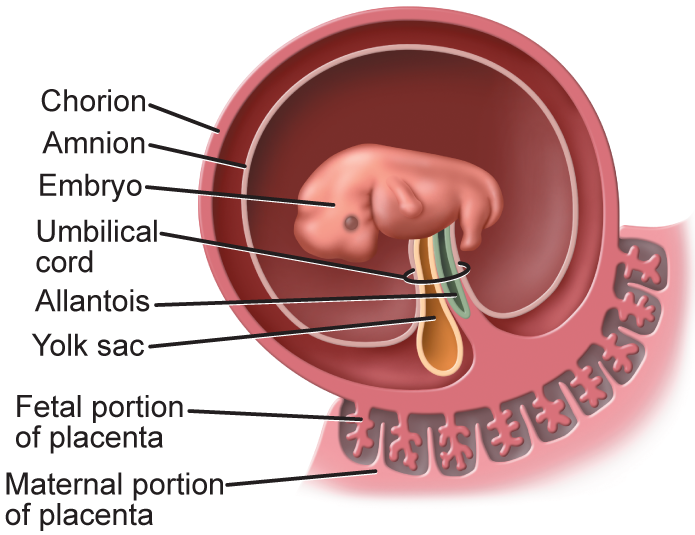 Chorion
Amnion
Embryo
Umbilical
cord
Allantois
Yolk sac
Fetal portion
of placenta
Maternal portion
of placenta